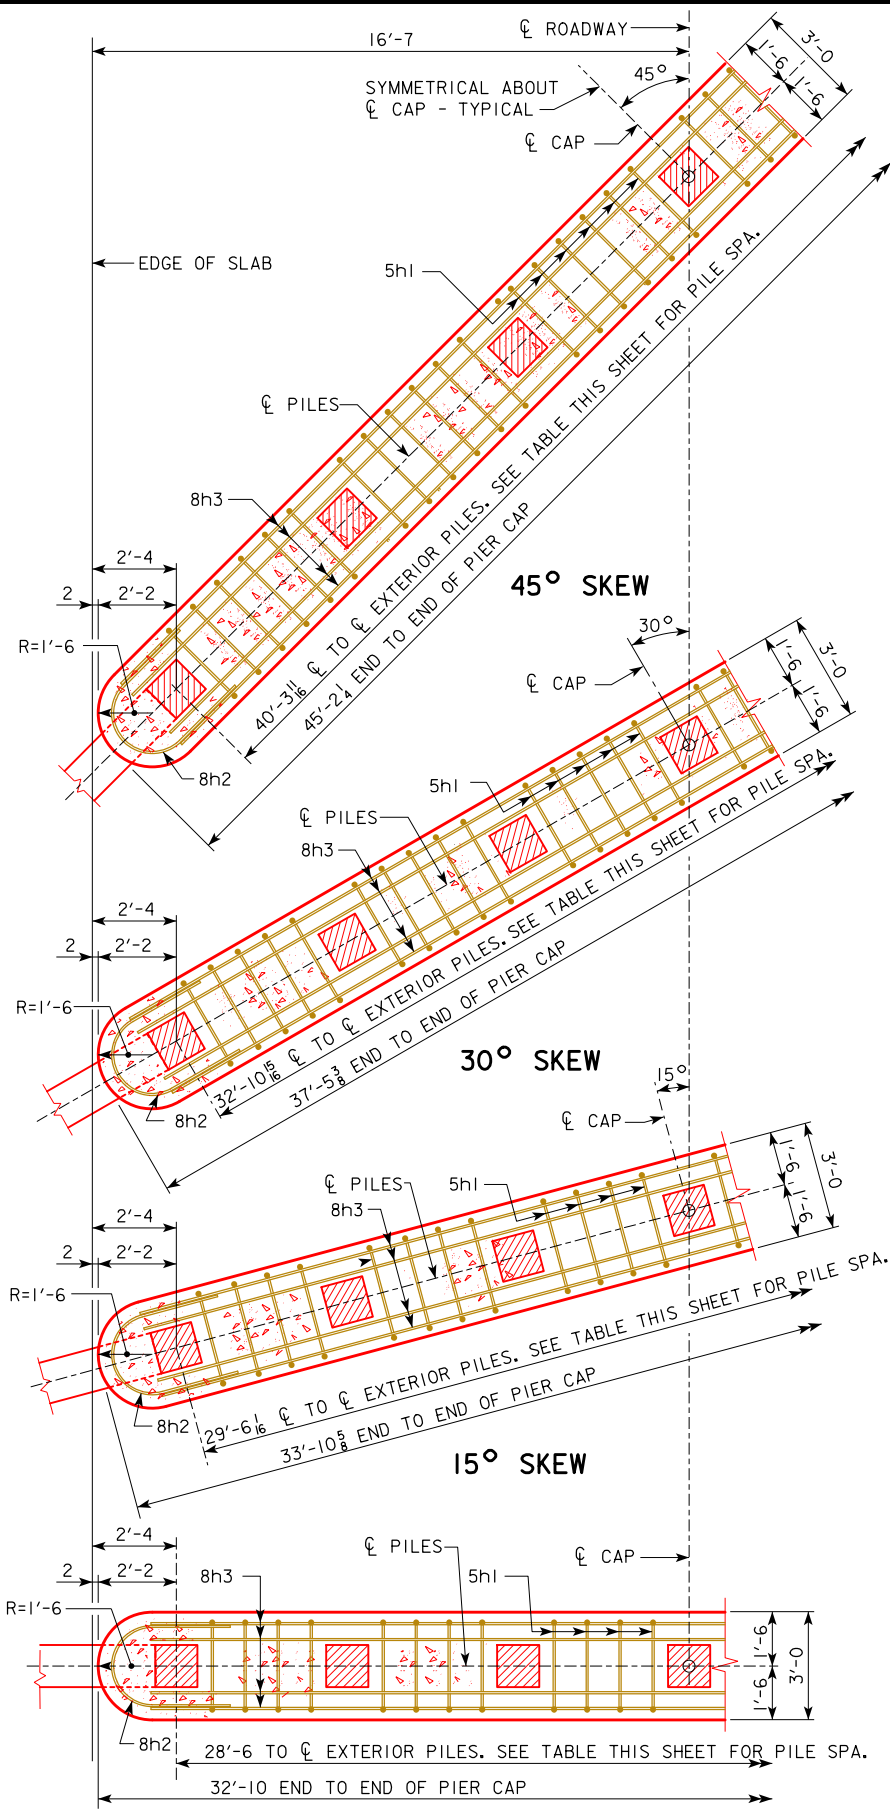 ℄ ROADWAY
16'-7
3'-0
1'-6
1'-6
45°
SYMMETRICAL ABOUT
℄ CAP - TYPICAL
℄ CAP
EDGE OF SLAB
5h1
℄ PILES
8h3
2'-4
2
2'-2
R=1'-6
8h2
40'-3 11/16 ℄ TO ℄ EXTERIOR PILES. SEE TABLE THIS SHEET FOR PILE SPA.
45'-2 1/4 END TO END OF PIER CAP
45° SKEW
30°
℄ CAP
1'-6
3'-0
1'-6
5h1
℄ PILES
8h3
2'-4
2
2'-2
R=1'-6
8h2
32'-10 15/16 ℄ TO ℄ EXTERIOR PILES. SEE TABLE THIS SHEET FOR PILE SPA.
37'-5 3/8 END TO END OF PIER CAP
30° SKEW
15°
℄ CAP
1'-6
3'-0
1'-6
℄ PILES
5h1
8h3
2'-4
2
2'-2
R=1'-6
8h2
29'-6 1/16 ℄ TO ℄ EXTERIOR PILES. SEE TABLE THIS SHEET FOR PILE SPA.
33'-10 5/8 END TO END OF PIER CAP
15° SKEW
2'-4
℄ PILES
℄ CAP
2
2'-2
8h3
5h1
R=1'-6
1'-6
3'-0
1'-6
8h2
28'-6 TO ℄ EXTERIOR PILES. SEE TABLE THIS SHEET FOR PILE SPA.
32'-10 END TO END OF PIER CAP